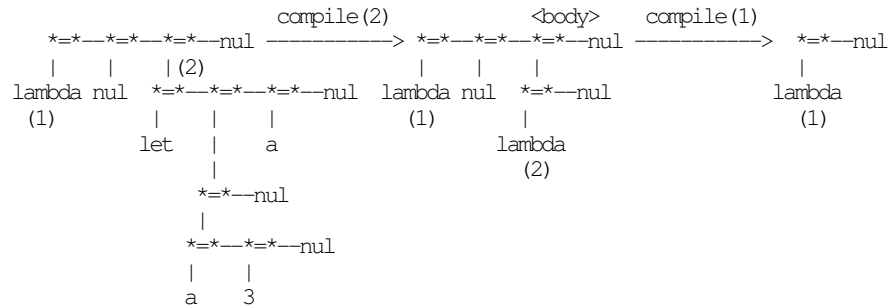 compile(2) <body> compile(1)
*=*--*=*--*=*--nul -----------> *=*--*=*--*=*--nul -----------> *=*--nul
| | |(2) | | | |
lambda nul *=*--*=*--*=*--nul lambda nul *=*--nul lambda
(1) | | | (1) | (1)
let | a lambda
| (2)
*=*--nul
|
*=*--*=*--nul
| |
a 3